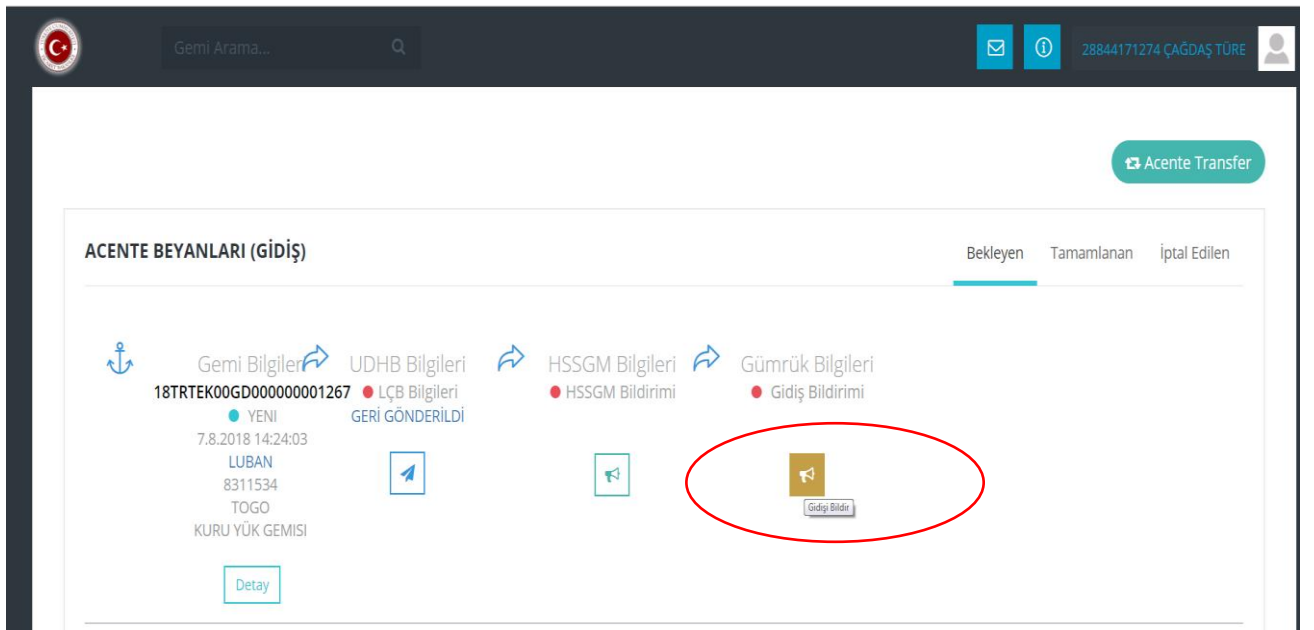 Gemi Arama...
28844171274 ÇAĞDAŞ TÜRE
Acente Transfer
ACENTE BEYANLARI (GİDİŞ)
Bekleyen Tamamlanan İptal Edilen
Gemi Bilgiler UDHB Bilgileri HSSGM Bilgileri Gümrük Bilgileri
18TRTEK00GD000000001267 LÇB Bilgileri HSSGM Bildirimi Gidiş Bildirimi
YENI GERİ GÖNDERİLDİ
7.8.2018 14:24:03
LUBAN
8311534
TOGO
KURU YÜK GEMISI
Gidişi Bildir
Detay